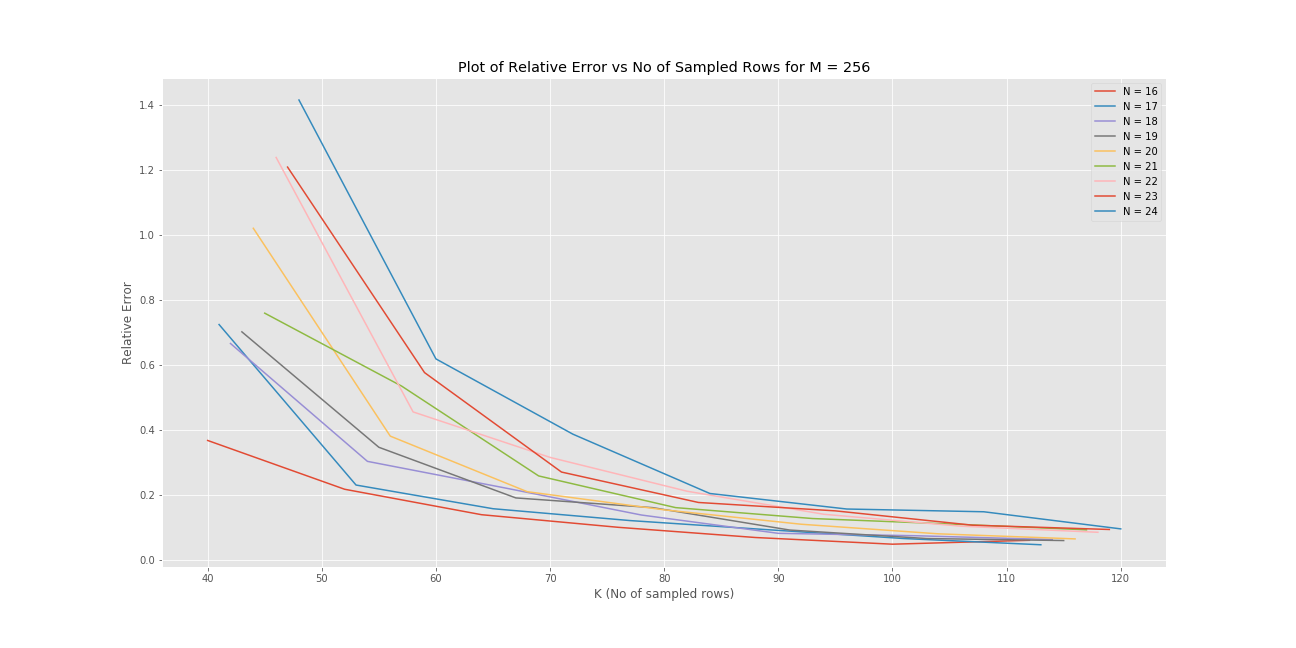 Plot of Relative Error vs No of Sampled Rows for M = 256
N = 16
N = 17
N = 18
N = 19
N = 20
N = 21
N = 22
N = 23
N = 24
1.4
1.2
1.0
0.8
0.6
0.4
0.2
0.0
Relative Error
40 50 60 70 80 90 100 110 120
K (No of sampled rows)